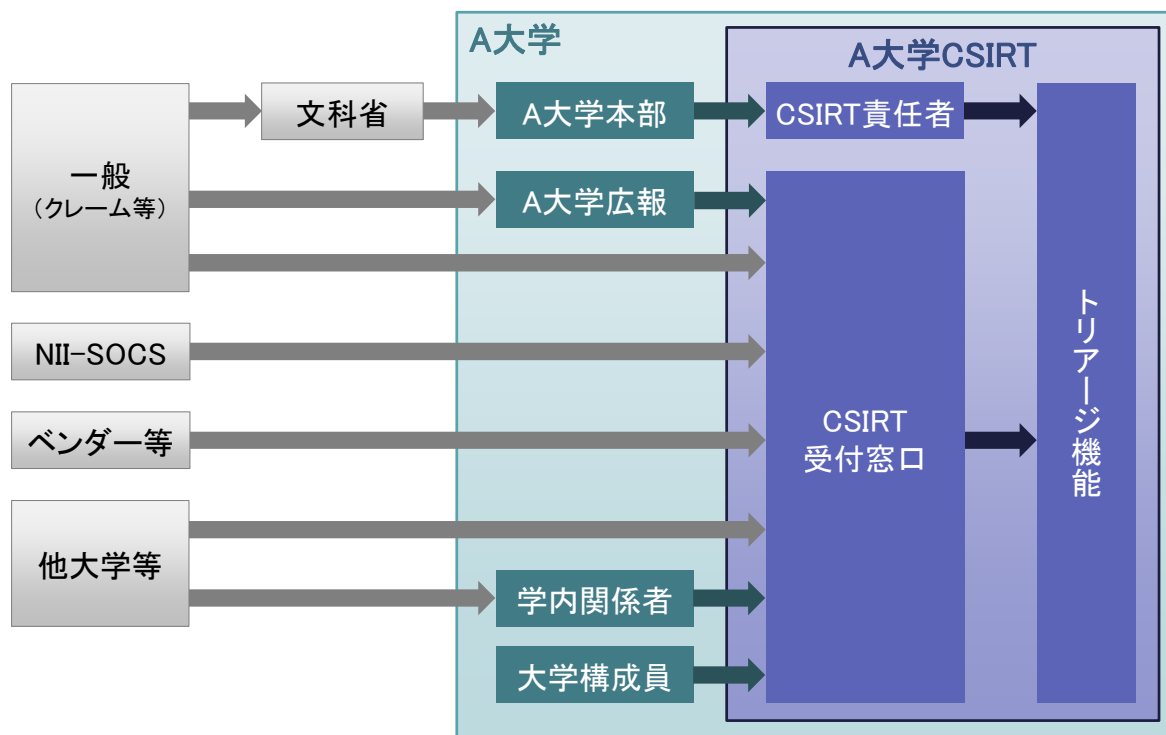 A大学
A大学CSIRT
一般
（クレーム等）
文科省
A大学本部
CSIRT責任者
A大学広報
NII-SOCS
ベンダー等
他大学等
学内関係者
大学構成員
CSIRT
受付窓口
トリアージ機能